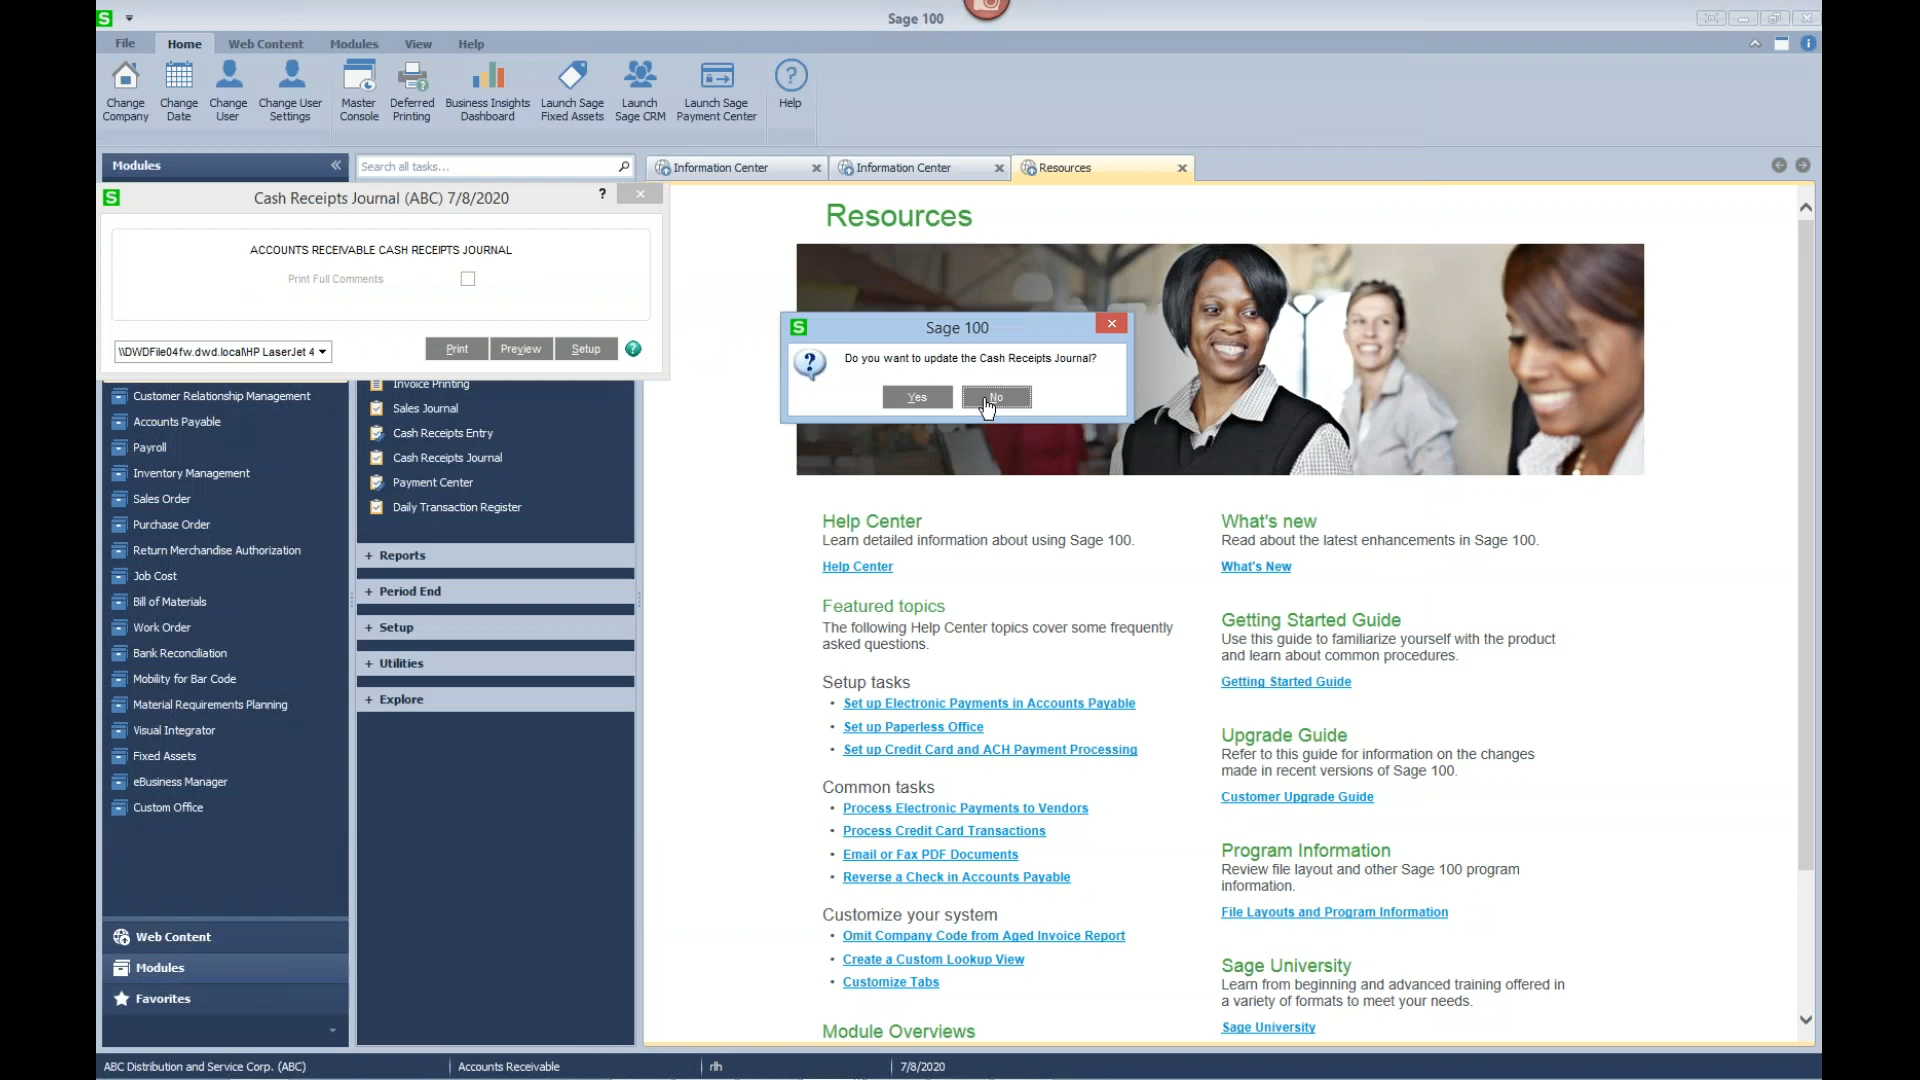 S
Sage 100
File
Home
Web Content
Modules
View
Help
Change Company
Change Date
Change User
Change User Settings
Master Console
Deferred Printing
Business Insights Dashboard
Launch Sage Fixed Assets
Launch Sage CRM
Launch Sage Payment Center
Help
Modules
Search all tasks...
Information Center
Information Center
Resources
S
Cash Receipts Journal (ABC) 7/8/2020
?
ACCOUNTS RECEIVABLE CASH RECEIPTS JOURNAL
Print Full Comments
\\DWDFile04fw.dwd.local\HP LaserJet 4
Print
Preview
Setup
?
Customer Relationship Management
Accounts Payable
Payroll
Inventory Management
Sales Order
Purchase Order
Return Merchandise Authorization
Job Cost
Bill of Materials
Work Order
Bank Reconciliation
Mobility for Bar Code
Material Requirements Planning
Visual Integrator
Fixed Assets
eBusiness Manager
Custom Office
Web Content
Modules
Favorites
Invoice Printing
Sales Journal
Cash Receipts Entry
Cash Receipts Journal
Payment Center
Daily Transaction Register
+ Reports
+ Period End
+ Setup
+ Utilities
+ Explore
Resources
S
Sage 100
Do you want to update the Cash Receipts Journal?
Yes
No
Help Center
Learn detailed information about using Sage 100.
Help Center
Featured topics
The following Help Center topics cover some frequently
asked questions.
Setup tasks
• Set up Electronic Payments in Accounts Payable
• Set up Paperless Office
• Set up Credit Card and ACH Payment Processing
Common tasks
• Process Electronic Payments to Vendors
• Process Credit Card Transactions
• Email or Fax PDF Documents
• Reverse a Check in Accounts Payable
Customize your system
• Omit Company Code from Aged Invoice Report
• Create a Custom Lookup View
• Customize Tabs
Module Overviews
What's new
Read about the latest enhancements in Sage 100.
What's New
Getting Started Guide
Use this guide to familiarize yourself with the product
and learn about common procedures.
Getting Started Guide
Upgrade Guide
Refer to this guide for information on the changes
made in recent versions of Sage 100.
Customer Upgrade Guide
Program Information
Review file layout and other Sage 100 program
information.
File Layouts and Program Information
Sage University
Learn from beginning and advanced training offered in
a variety of formats to meet your needs.
Sage University
ABC Distribution and Service Corp. (ABC)
Accounts Receivable
rlh
7/8/2020